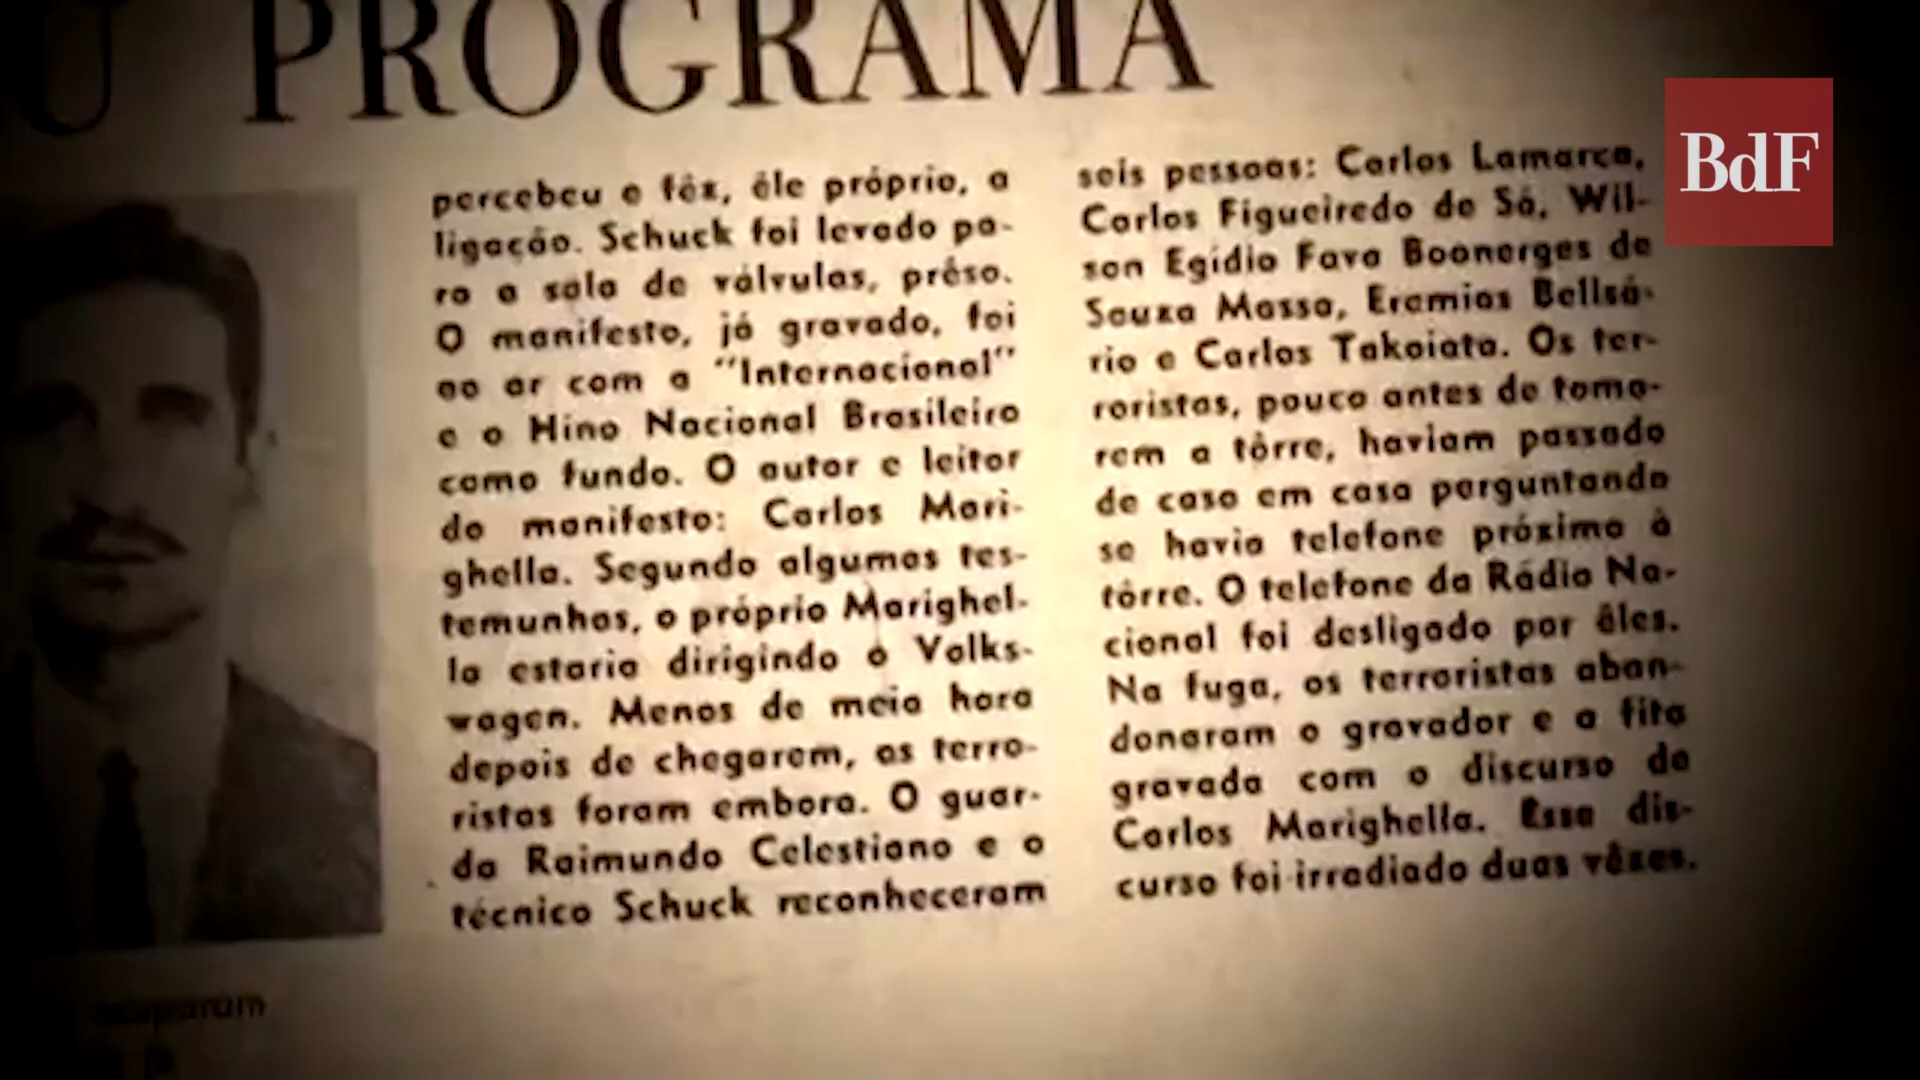 PROGRAMA
BdF
percebeu e fêz, êle próprio, a
ligação. Schuck foi levado pa-
ra a sala de válvulas, prêso.
O manifesto, já gravado, foi
ao ar com a "Internacional"
e o Hino Nacional Brasileiro
como fundo. O autor e leitor
do manifesto: Carlos Mari-
ghella. Segundo algumas tes-
temunhas, o próprio Marighel-
la estaria dirigindo o Volks-
wagen. Menos de meia hora
depois de chegarem, os terro-
ristas foram embora. O guar-
da Raimundo Celestiano e o
técnico Schuck reconheceram
seis pessoas: Carlos Lamarca,
Carlos Figueiredo de Sá, Wil-
son Egídio Fava Boonerges de
Souza Massa, Eremias Bellsá-
rio e Carlos Takoiata. Os ter-
roristas, pouco antes de toma-
rem a tôrre, haviam passado
de casa em casa perguntando
se havia telefone próximo à
tôrre. O telefone da Rádio Na-
cional foi desligado por êles.
Na fuga, os terroristas aban-
donaram o gravador e a fita
gravada com o discurso de
Carlos Marighella. Êsse dis-
curso foi irradiado duas vêzes.